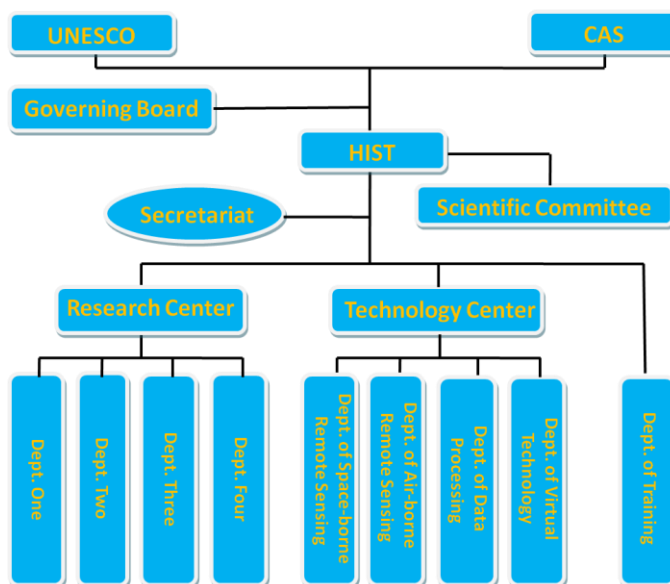 UNESCO
CAS
Governing Board
HIST
Secretariat
Scientific Committee
Research Center
Technology Center
Dept. One
Dept. Two
Dept. Three
Dept. Four
Dept. of Space-borne
Remote Sensing
Dept. of Air-borne
Remote Sensing
Dept. of Data
Processing
Dept. of Virtual
Technology
Dept. of Training